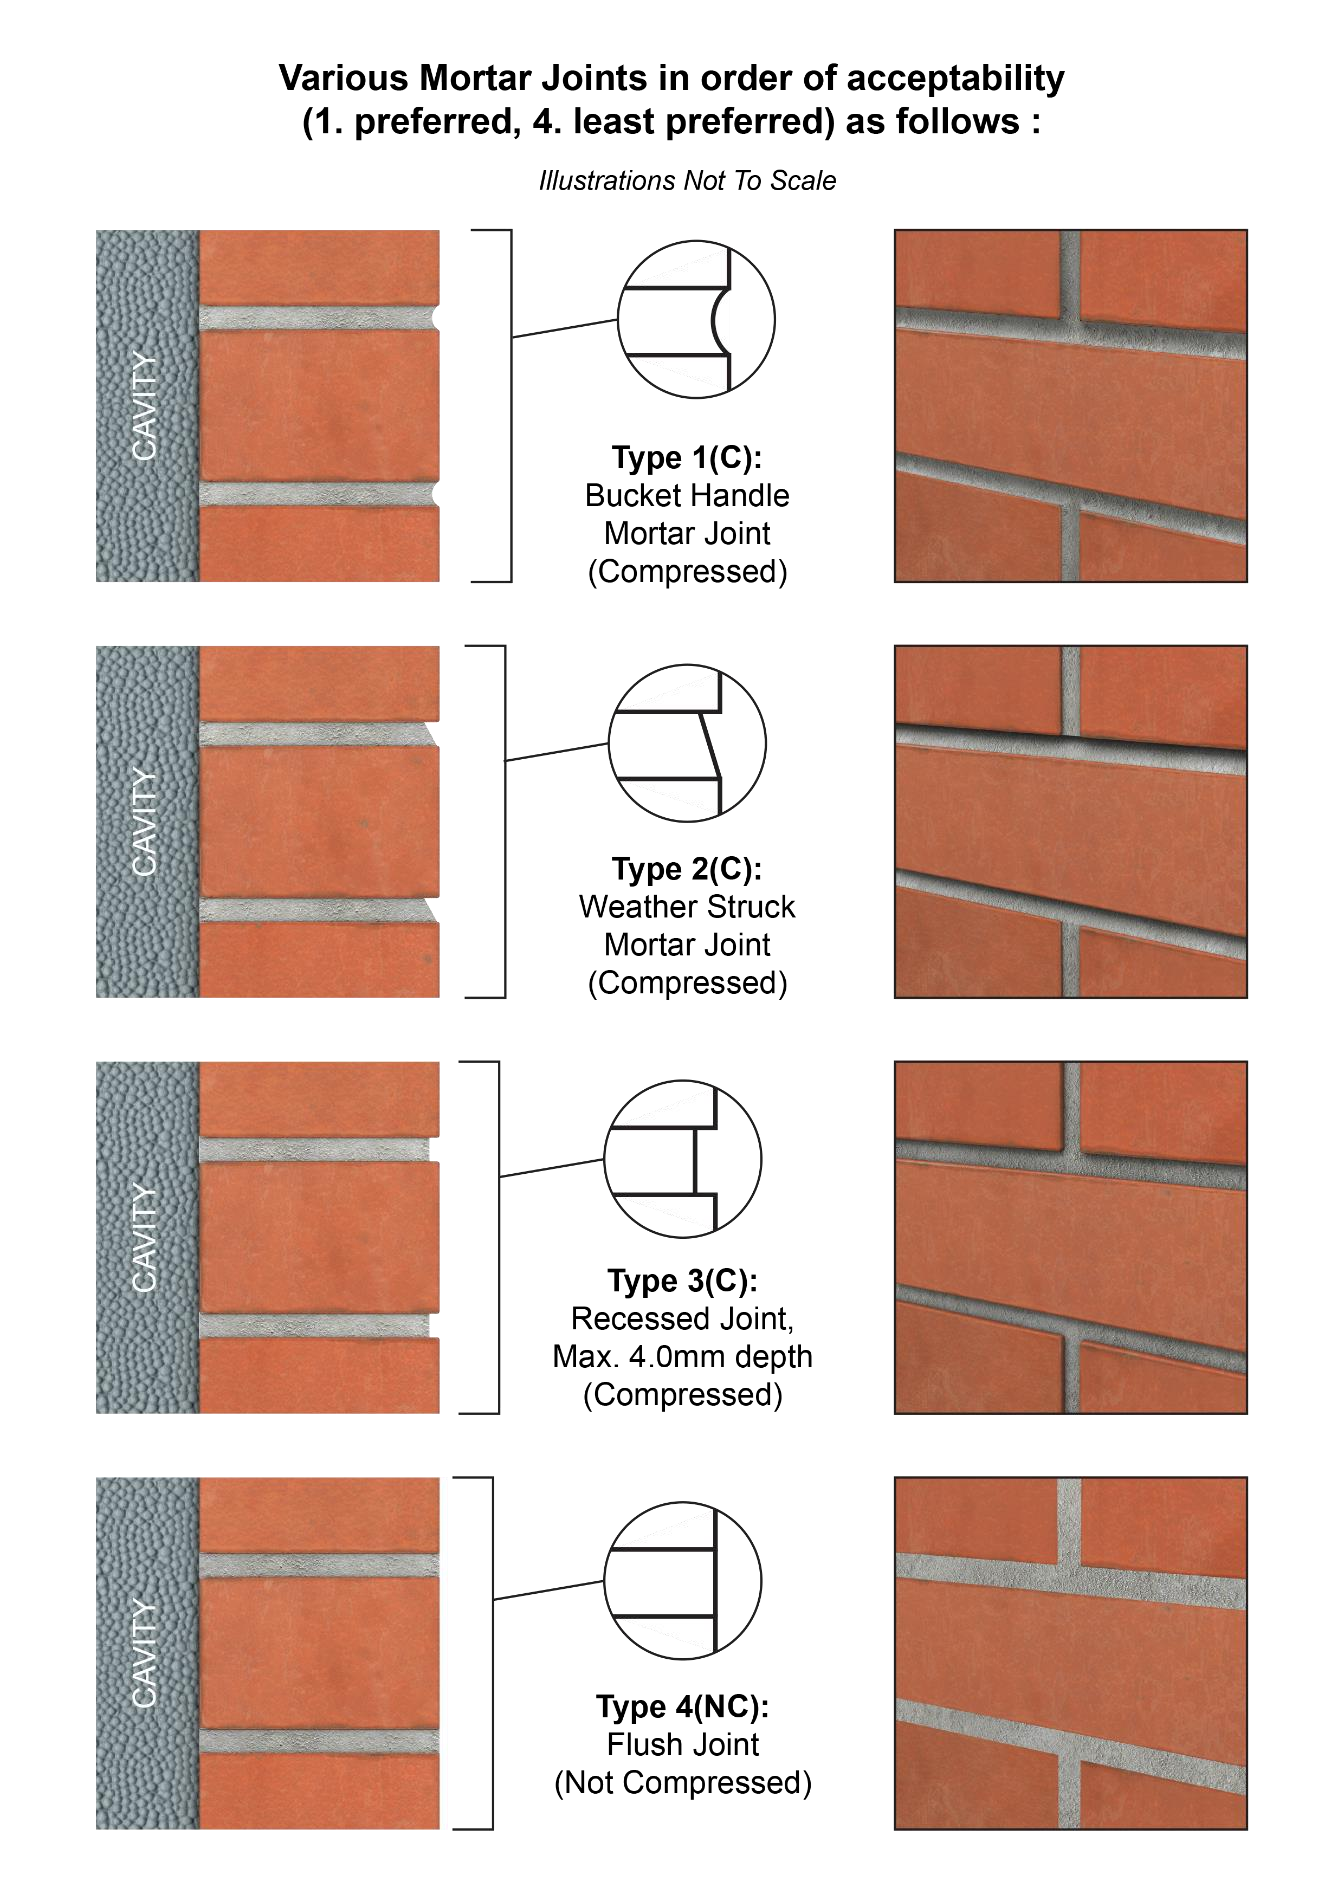 Various Mortar Joints in order of acceptability
(1. preferred, 4. least preferred) as follows :
Illustrations Not To Scale
CAVITY
Type 1(C):
Bucket Handle
Mortar Joint
(Compressed)
CAVITY
Type 2(C):
Weather Struck
Mortar Joint
(Compressed)
CAVITY
Type 3(C):
Recessed Joint,
Max. 4.0mm depth
(Compressed)
CAVITY
Type 4(NC):
Flush Joint
(Not Compressed)